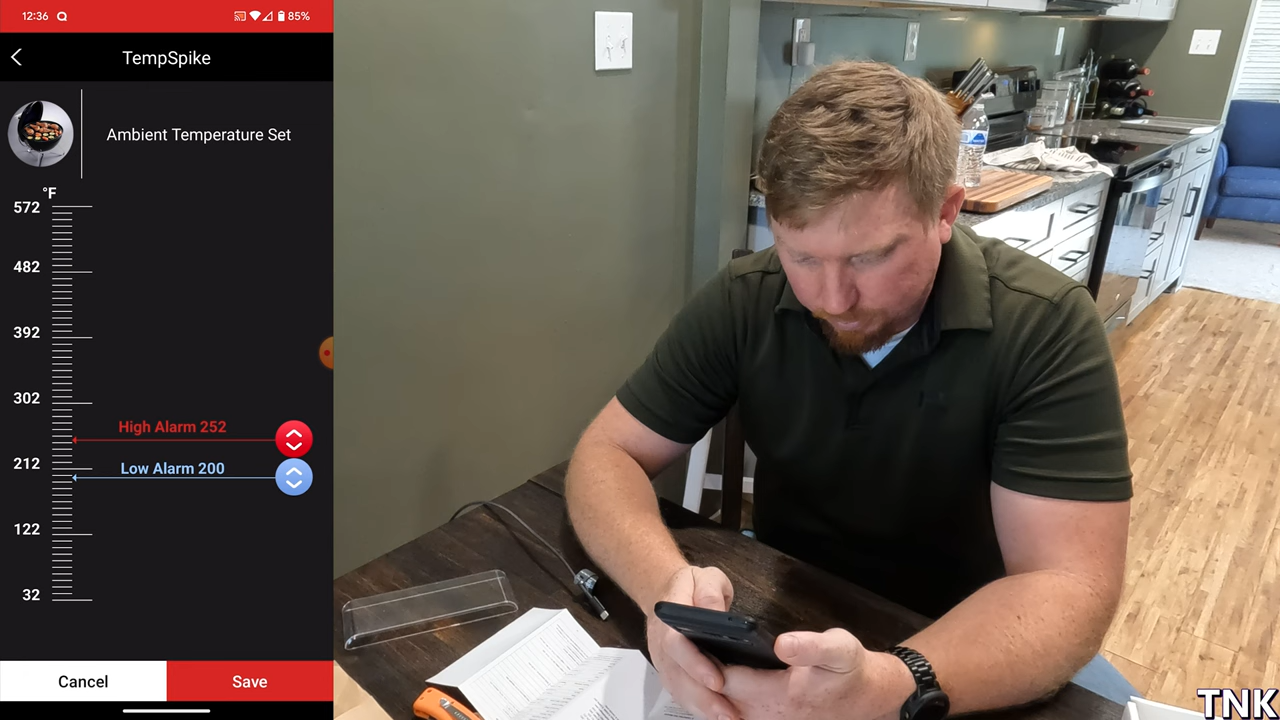 12:36
85%
TempSpike
Ambient Temperature Set
°F
572
482
392
302
High Alarm 252
212
Low Alarm 200
122
32
Cancel
Save
TNK